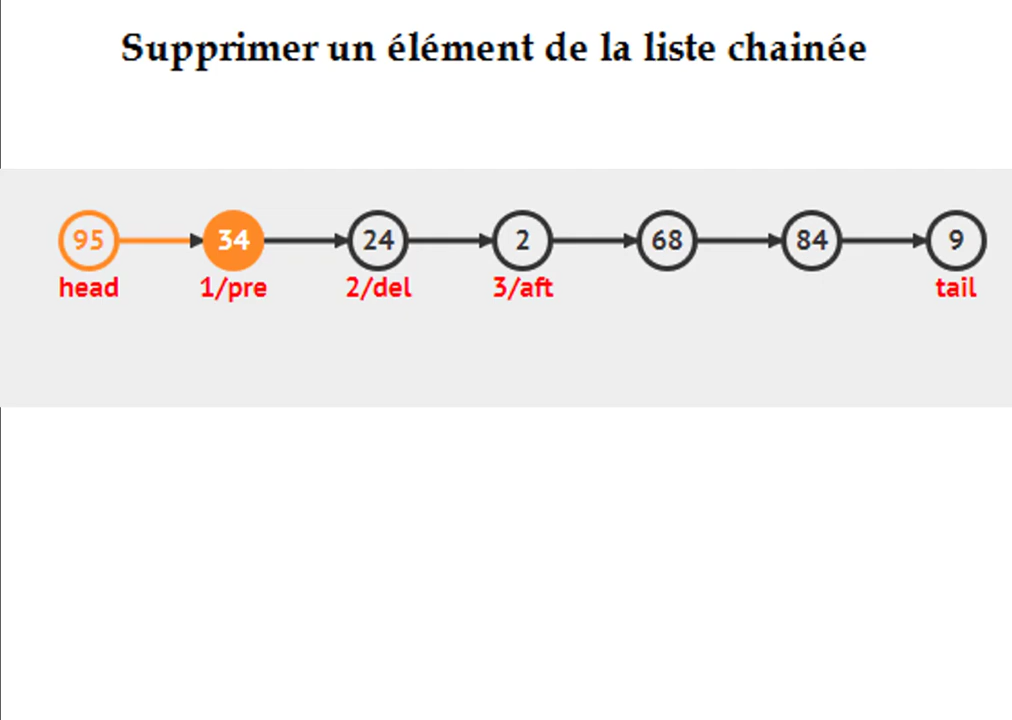 Supprimer un élément de la liste chainée
95 34 24 2 68 84 9
head 1/pre 2/del 3/aft tail